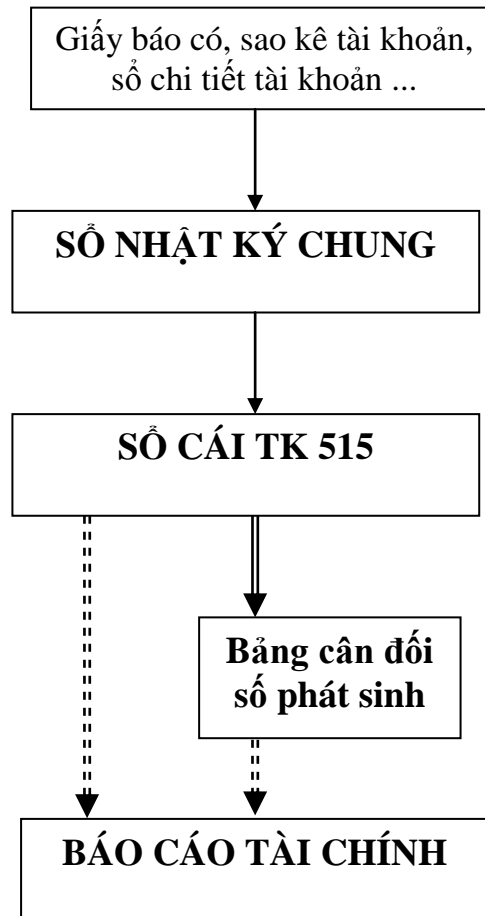 Giấy báo có, sao kê tài khoản,
sổ chi tiết tài khoản ...
SỔ NHẬT KÝ CHUNG
SỔ CÁI TK 515
Bảng cân đối
số phát sinh
BÁO CÁO TÀI CHÍNH